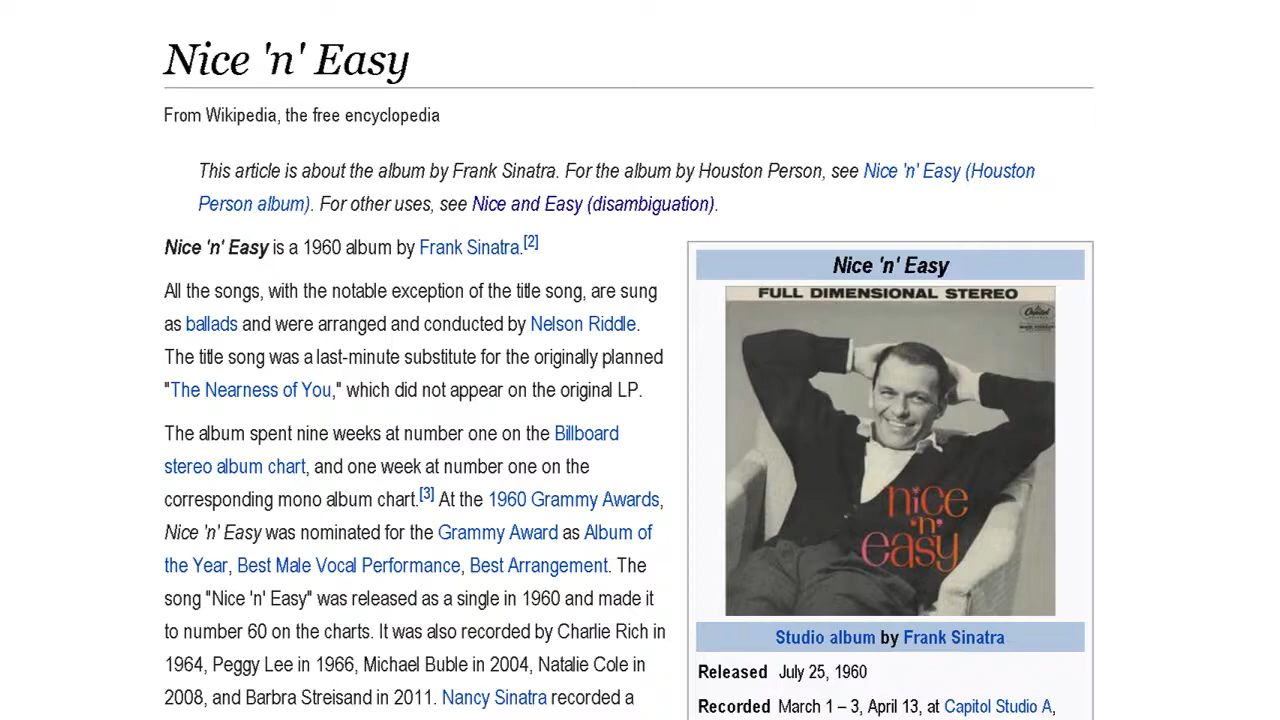 Nice 'n' Easy
From Wikipedia, the free encyclopedia
This article is about the album by Frank Sinatra. For the album by Houston Person, see Nice 'n' Easy (Houston
Person album). For other uses, see Nice and Easy (disambiguation).
Nice 'n' Easy is a 1960 album by Frank Sinatra.[2]
All the songs, with the notable exception of the title song, are sung
as ballads and were arranged and conducted by Nelson Riddle.
The title song was a last-minute substitute for the originally planned
"The Nearness of You," which did not appear on the original LP.
The album spent nine weeks at number one on the Billboard
stereo album chart, and one week at number one on the
corresponding mono album chart.[3] At the 1960 Grammy Awards,
Nice 'n' Easy was nominated for the Grammy Award as Album of
the Year, Best Male Vocal Performance, Best Arrangement. The
song "Nice 'n' Easy" was released as a single in 1960 and made it
to number 60 on the charts. It was also recorded by Charlie Rich in
1964, Peggy Lee in 1966, Michael Buble in 2004, Natalie Cole in
2008, and Barbra Streisand in 2011. Nancy Sinatra recorded a
Nice 'n' Easy
FULL DIMENSIONAL STEREO
Capitol
nice
'n'
easy
Studio album by Frank Sinatra
Released July 25, 1960
Recorded March 1 – 3, April 13, at Capitol Studio A,